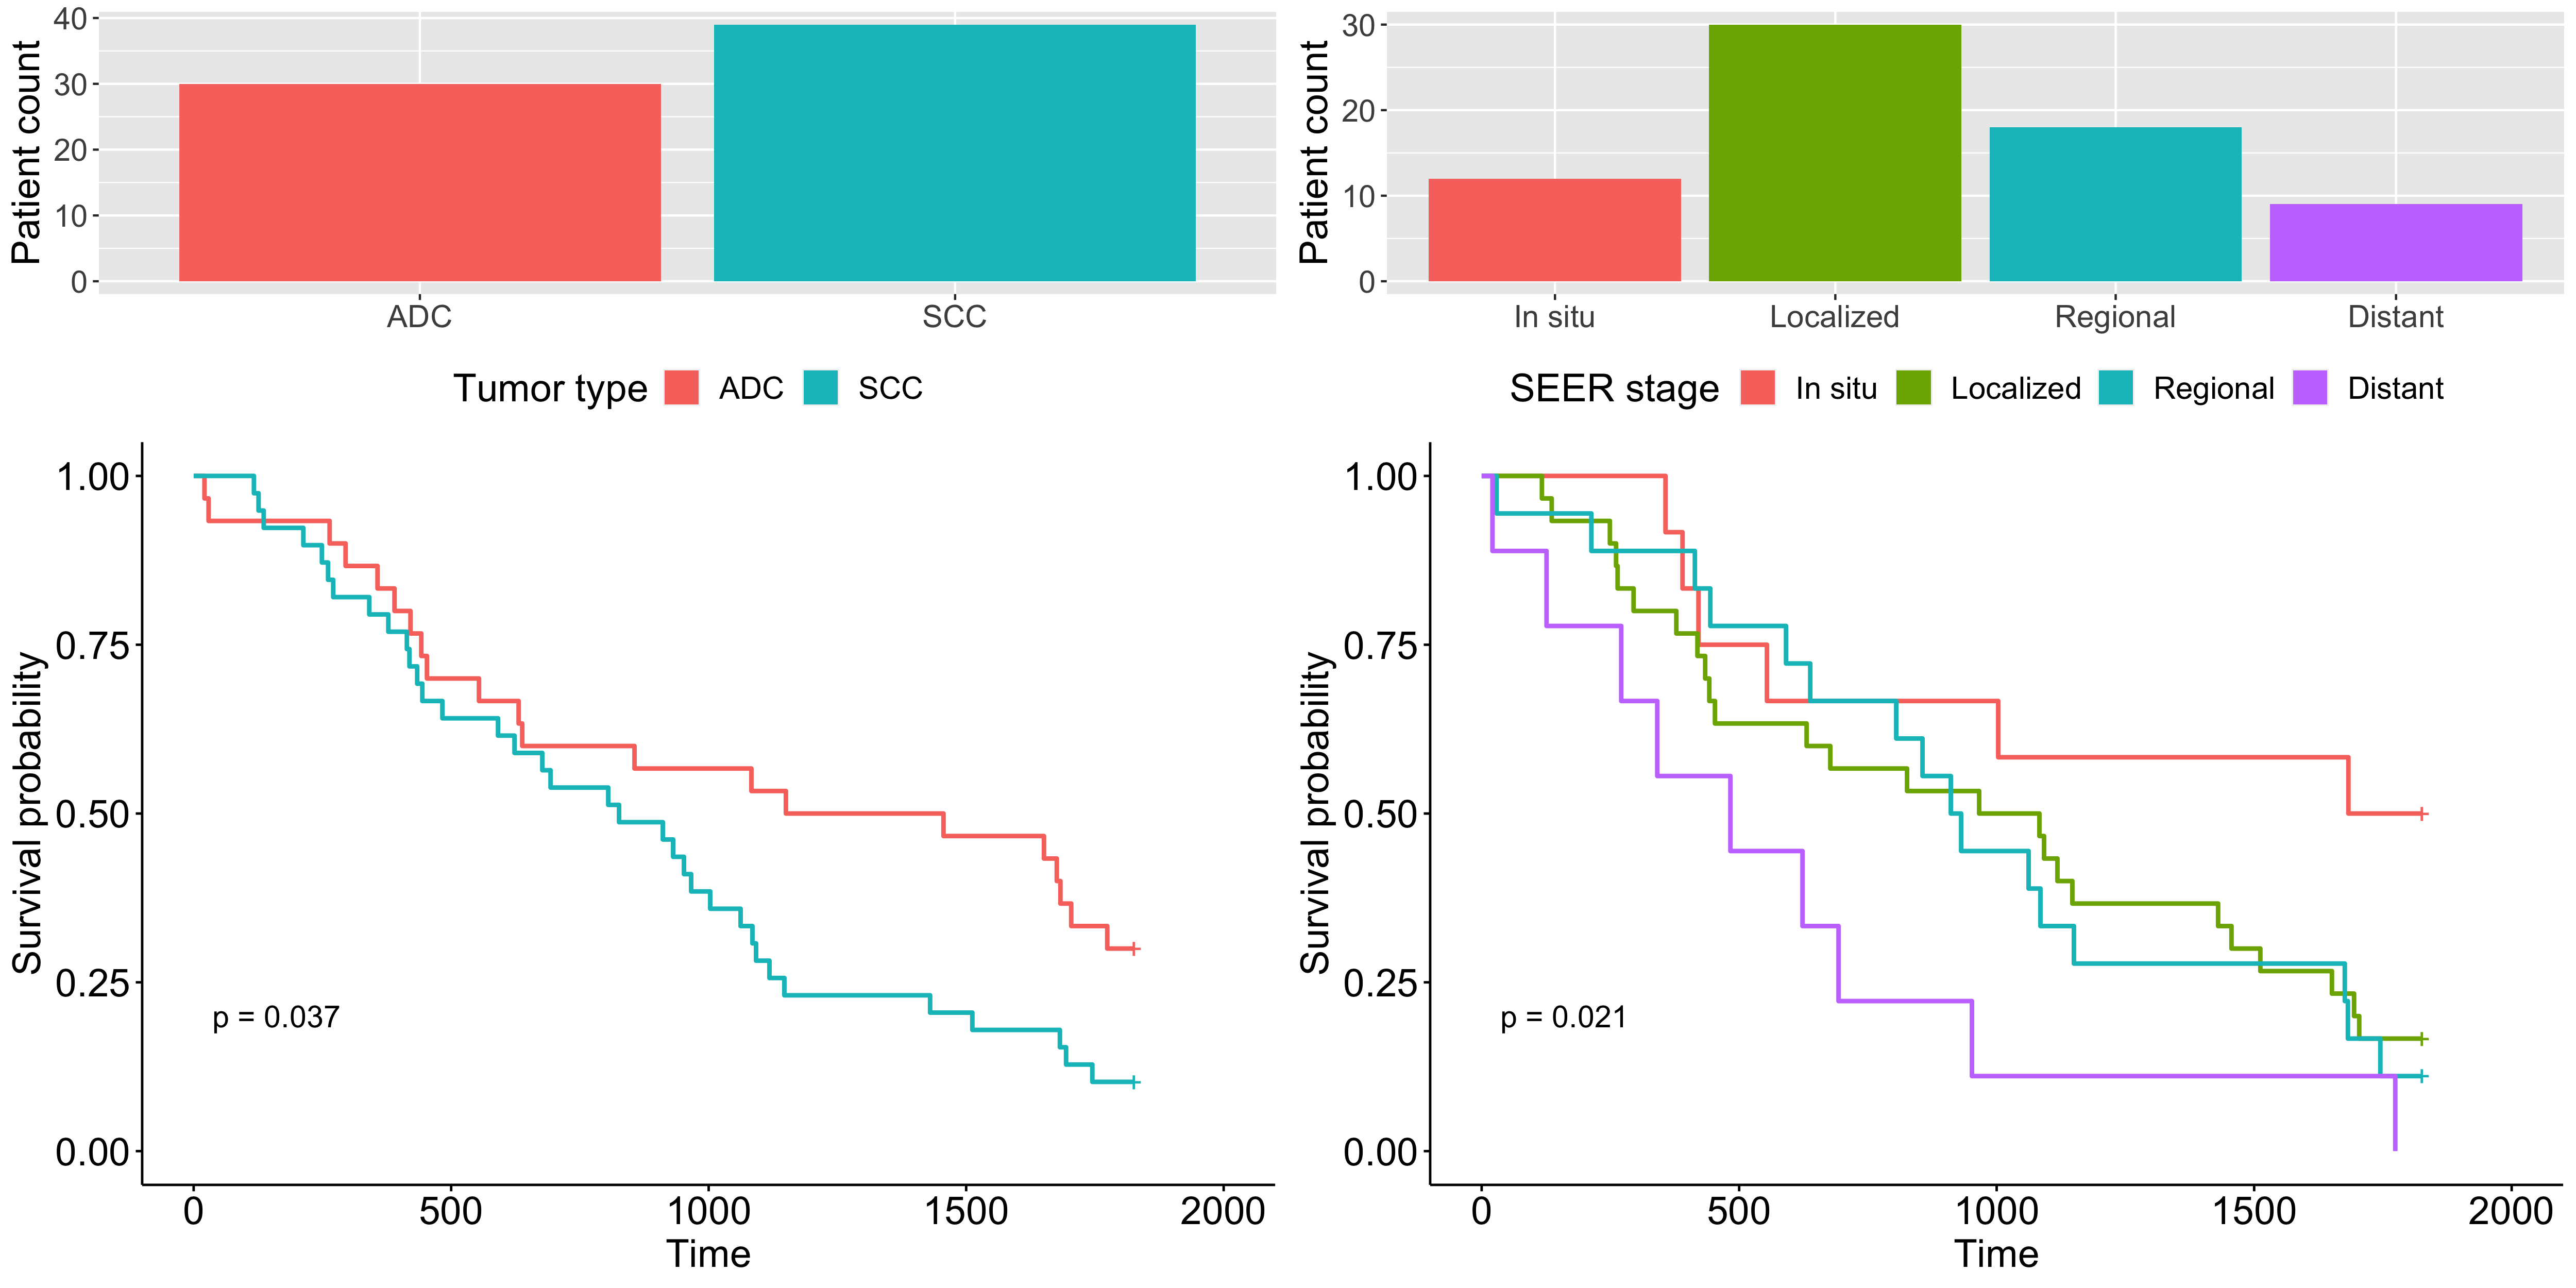 Patient count
40
30
20
10
0
ADC
SCC
Patient count
30
20
10
0
In situ
Localized
Regional
Distant
Tumor type ADC SCC
SEER stage In situ Localized Regional Distant
Survival probability
1.00
0.75
0.50
0.25
0.00
p = 0.037
0 500 1000 1500 2000
Time
Survival probability
1.00
0.75
0.50
0.25
0.00
p = 0.021
0 500 1000 1500 2000
Time